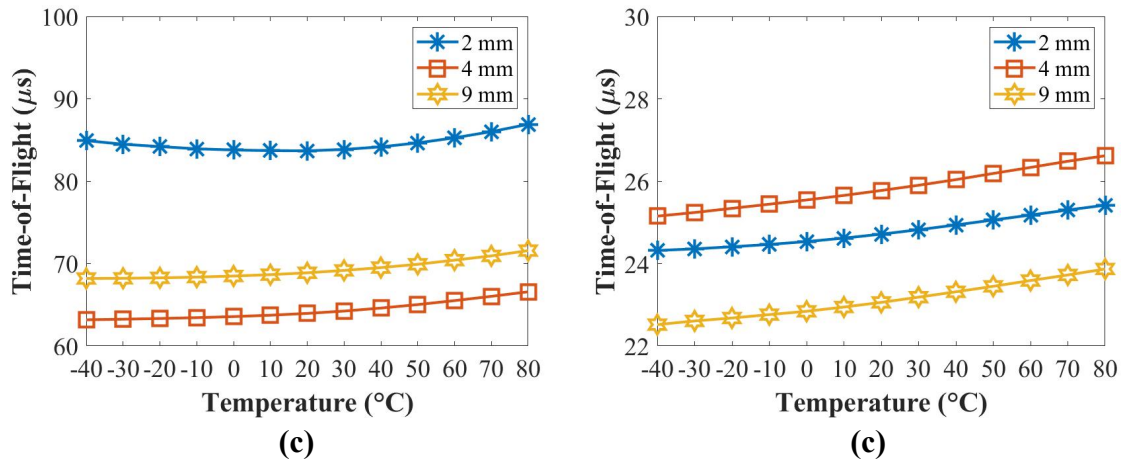 100
90
80
70
60
Time-of-Flight (μs)
2 mm
4 mm
9 mm
-40 -30 -20 -10 0 10 20 30 40 50 60 70 80
Temperature (°C)
(c)
30
28
26
24
22
Time-of-Flight (μs)
2 mm
4 mm
9 mm
-40 -30 -20 -10 0 10 20 30 40 50 60 70 80
Temperature (°C)
(c)